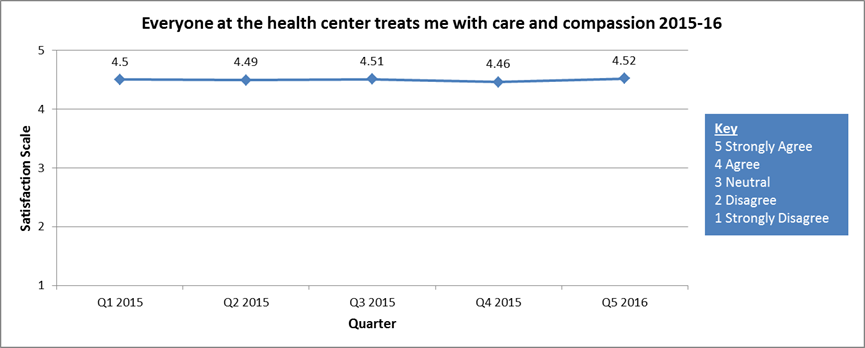 Everyone at the health center treats me with care and compassion 2015-16
5
4.5
4.49
4.51
4.46
4.52
4
3
2
1
Satisfaction Scale
Q1 2015
Q2 2015
Q3 2015
Q4 2015
Q5 2016
Quarter
Key
5 Strongly Agree
4 Agree
3 Neutral
2 Disagree
1 Strongly Disagree